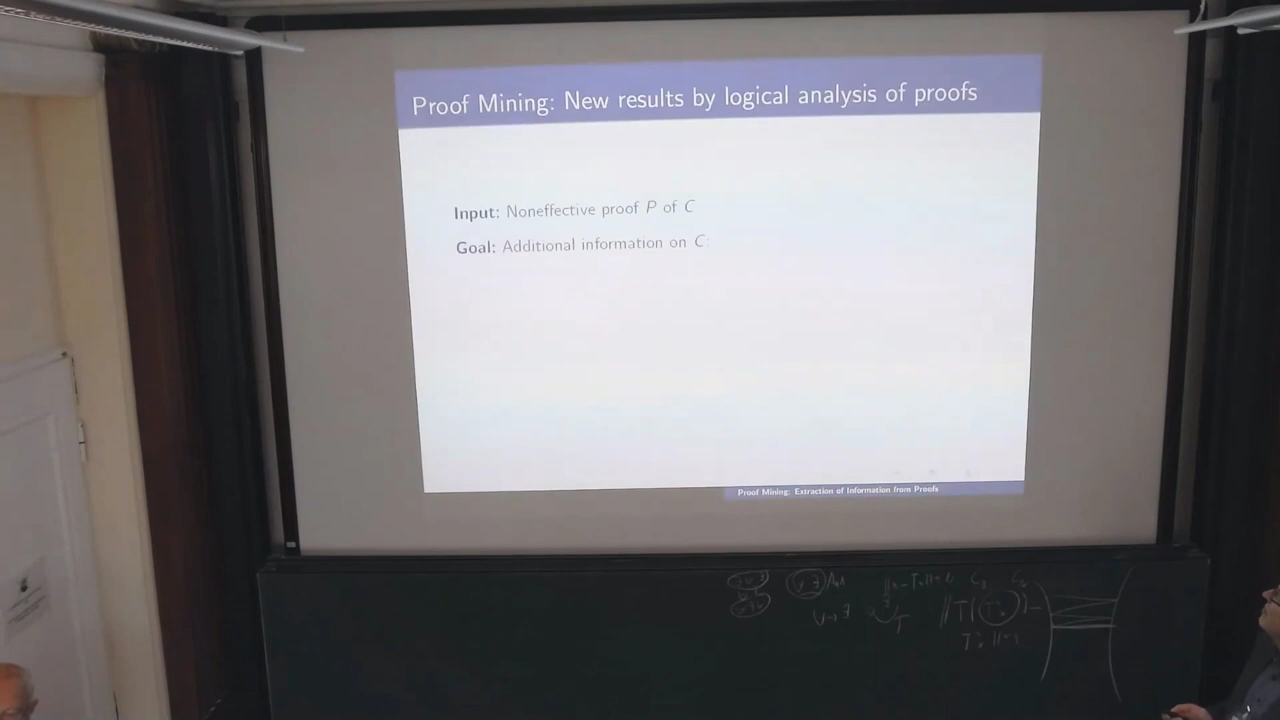 Proof Mining: New results by logical analysis of proofs
Input: Noneffective proof P of C
Goal: Additional information on C:
Proof Mining: Extraction of Information from Proofs